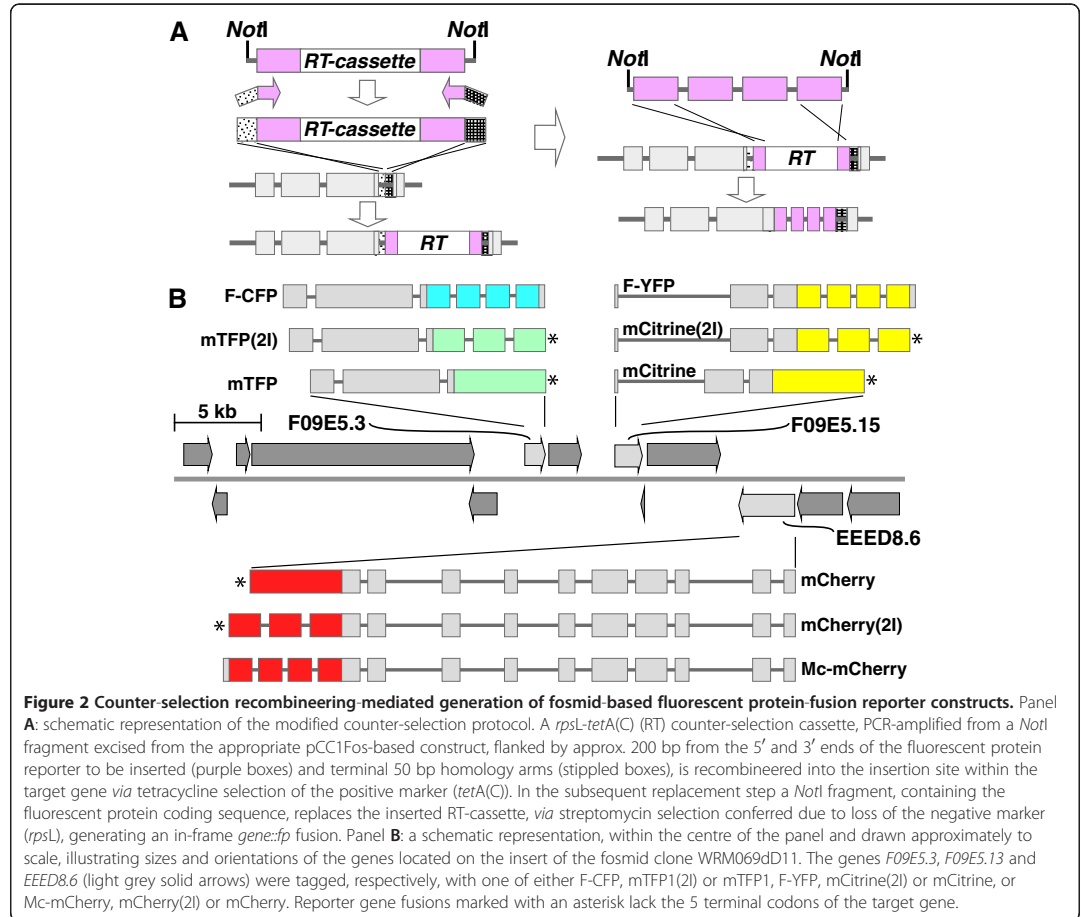 A
NotI
NotI
RT-cassette
RT-cassette
RT
NotI
NotI
RT
B
F-CFP
mTFP(2I)
*
mTFP
*
F-YFP
mCitrine(2I)
*
mCitrine
*
5 kb
F09E5.3
F09E5.15
EEED8.6
*
mCherry
*
mCherry(2I)
Mc-mCherry
Figure 2 Counter-selection recombineering-mediated generation of fosmid-based fluorescent protein-fusion reporter constructs. Panel
A: schematic representation of the modified counter-selection protocol. A rpsL-tetA(C) (RT) counter-selection cassette, PCR-amplified from a NotI
fragment excised from the appropriate pCC1Fos-based construct, flanked by approx. 200 bp from the 5′ and 3′ ends of the fluorescent protein
reporter to be inserted (purple boxes) and terminal 50 bp homology arms (stippled boxes), is recombineered into the insertion site within the
target gene via tetracycline selection of the positive marker (tetA(C)). In the subsequent replacement step a NotI fragment, containing the
fluorescent protein coding sequence, replaces the inserted RT-cassette, via streptomycin selection conferred due to loss of the negative marker
(rpsL), generating an in-frame gene::fp fusion. Panel B: a schematic representation, within the centre of the panel and drawn approximately to
scale, illustrating sizes and orientations of the genes located on the insert of the fosmid clone WRM069dD11. The genes F09E5.3, F09E5.13 and
EEED8.6 (light grey solid arrows) were tagged, respectively, with one of either F-CFP, mTFP1(2I) or mTFP1, F-YFP, mCitrine(2I) or mCitrine, or
Mc-mCherry, mCherry(2I) or mCherry. Reporter gene fusions marked with an asterisk lack the 5 terminal codons of the target gene.